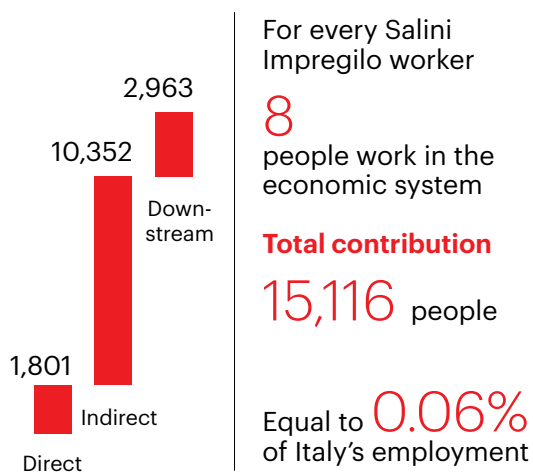 2,963
10,352
Down-
stream
1,801
Indirect
Direct
For every Salini
Impregilo worker
8
people work in the
economic system
Total contribution
15,116 people
Equal to 0.06%
of Italy’s employment